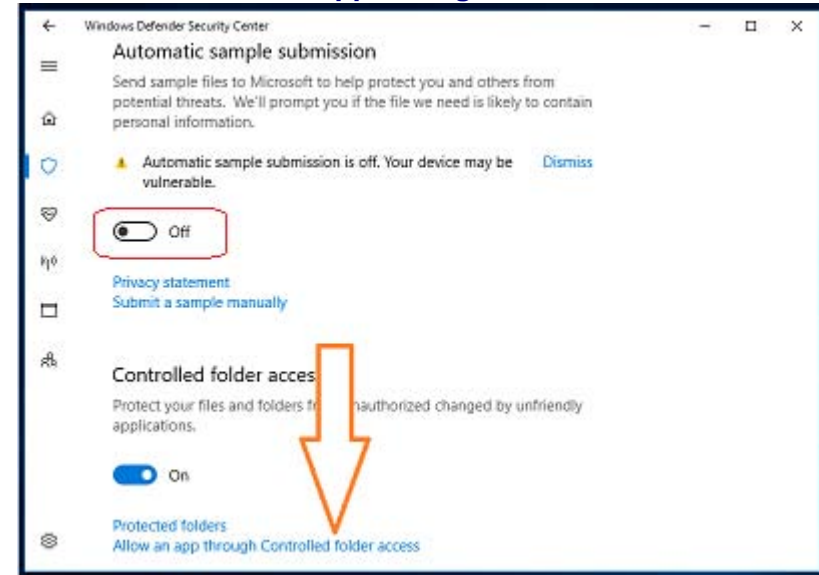 Windows Defender Security Center
Automatic sample submission
Send sample files to Microsoft to help protect you and others from
potential threats. We'll prompt you if the file we need is likely to contain
personal information.
Automatic sample submission is off. Your device may be Dismiss
vulnerable.
Off
Privacy statement
Submit a sample manually
Controlled folder acces
Protect your files and folders f nauthorized changed by unfriendly
applications.
On
Protected folders
Allow an app through Controlled folder access